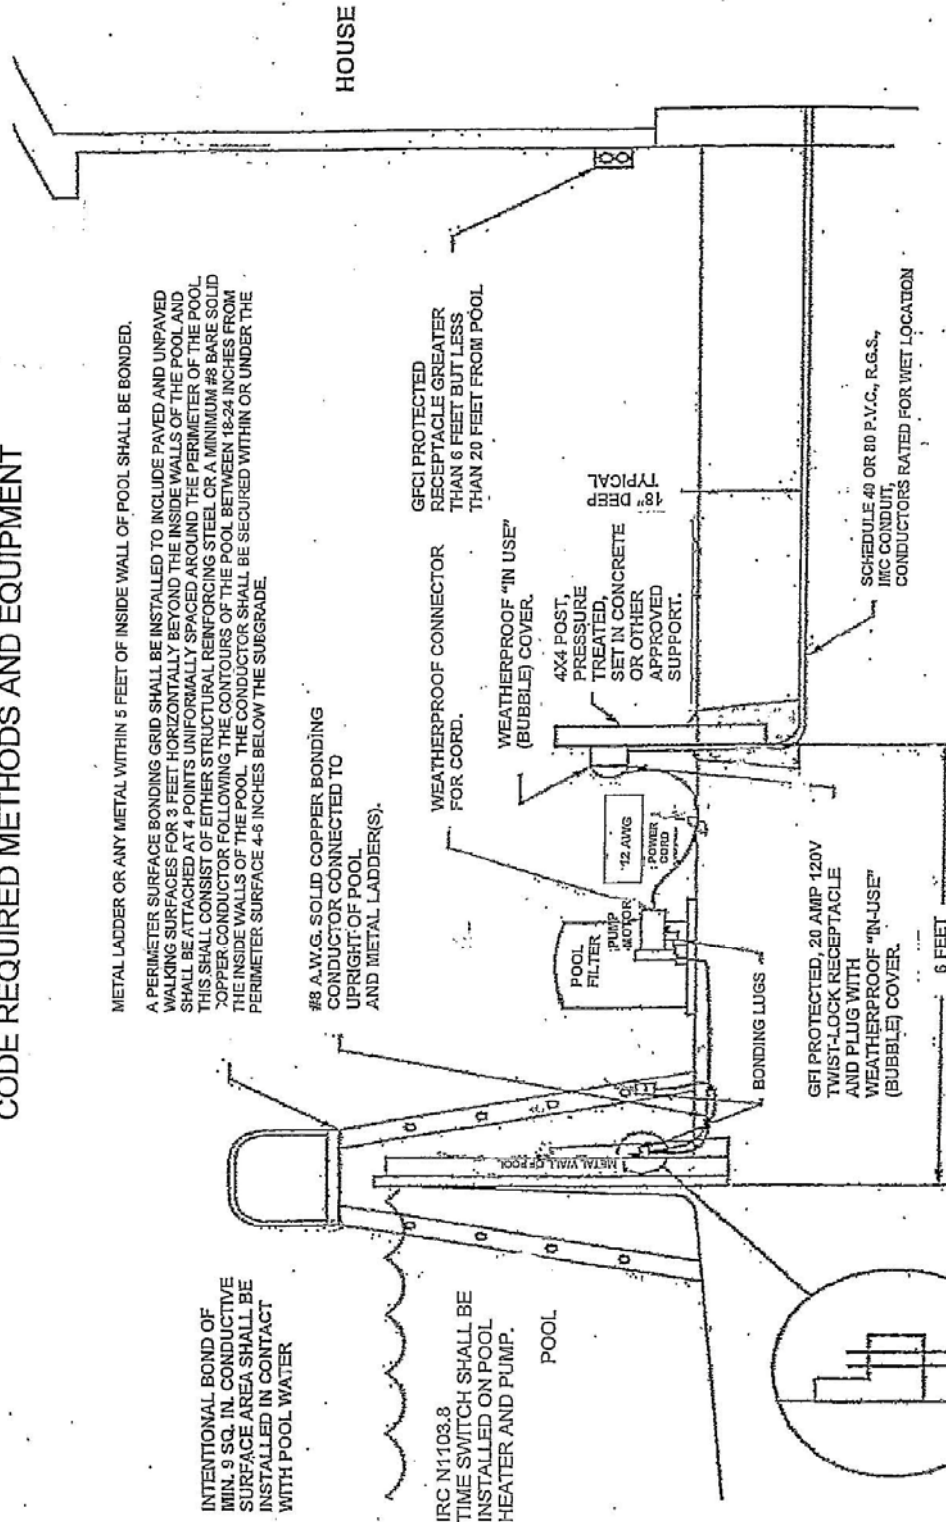 CODE REQUIRED METHODS AND EQUIPMENT
METAL LADDER OR ANY METAL WITHIN 5 FEET OF INSIDE WALL OF POOL SHALL BE BONDED.
A PERIMETER SURFACE BONDING GRID SHALL BE INSTALLED TO INCLUDE PAVED AND UNPAVED
WALKING SURFACES FOR 3 FEET HORIZONTALLY BEYOND THE INSIDE WALLS OF THE POOL AND
SHALL BE ATTACHED AT 4 POINTS UNIFORMALLY SPACED AROUND THE PERIMETER OF THE POOL.
THIS SHALL CONSIST OF EITHER STRUCTURAL REINFORCING STEEL OR A MINIMUM #8 BARE SOLID
COPPER CONDUCTOR FOLLOWING THE CONTOURS OF THE POOL BETWEEN 18-24 INCHES FROM
THE INSIDE WALLS OF THE POOL. THE CONDUCTOR SHALL BE SECURED WITHIN OR UNDER THE
PERIMETER SURFACE 4-6 INCHES BELOW THE SUBGRADE.
HOUSE
INTENTIONAL BOND OF
MIN. 9 SQ. IN. CONDUCTIVE
SURFACE AREA SHALL BE
INSTALLED IN CONTACT
WITH POOL WATER
#8 A.W.G. SOLID COPPER BONDING
CONDUCTOR CONNECTED TO
UPRIGHT OF POOL
AND METAL LADDER(S).
GFCI PROTECTED
RECEPTACLE GREATER
THAN 6 FEET BUT LESS
THAN 20 FEET FROM POOL
WEATHERPROOF CONNECTOR
FOR CORD.
WEATHERPROOF "IN USE"
(BUBBLE) COVER.
4X4 POST,
PRESSURE
TREATED,
SET IN CONCRETE
OR OTHER
APPROVED
SUPPORT.
18" DEEP
TYPICAL
IRC N1103.8
TIME SWITCH SHALL BE
INSTALLED ON POOL
HEATER AND PUMP.
POOL
METAL WALL OF POOL
POOL
FILTER
PUMP
MOTOR
12 AWG
POWER
CORD
BONDING LUGS
GFI PROTECTED, 20 AMP 120V
TWIST-LOCK RECEPTACLE
AND PLUG WITH
WEATHERPROOF "IN-USE"
(BUBBLE) COVER.
SCHEDULE 40 OR 80 P.V.C., R.G.S.,
IMC CONDUIT,
CONDUCTORS RATED FOR WET LOCATION
6 FEET